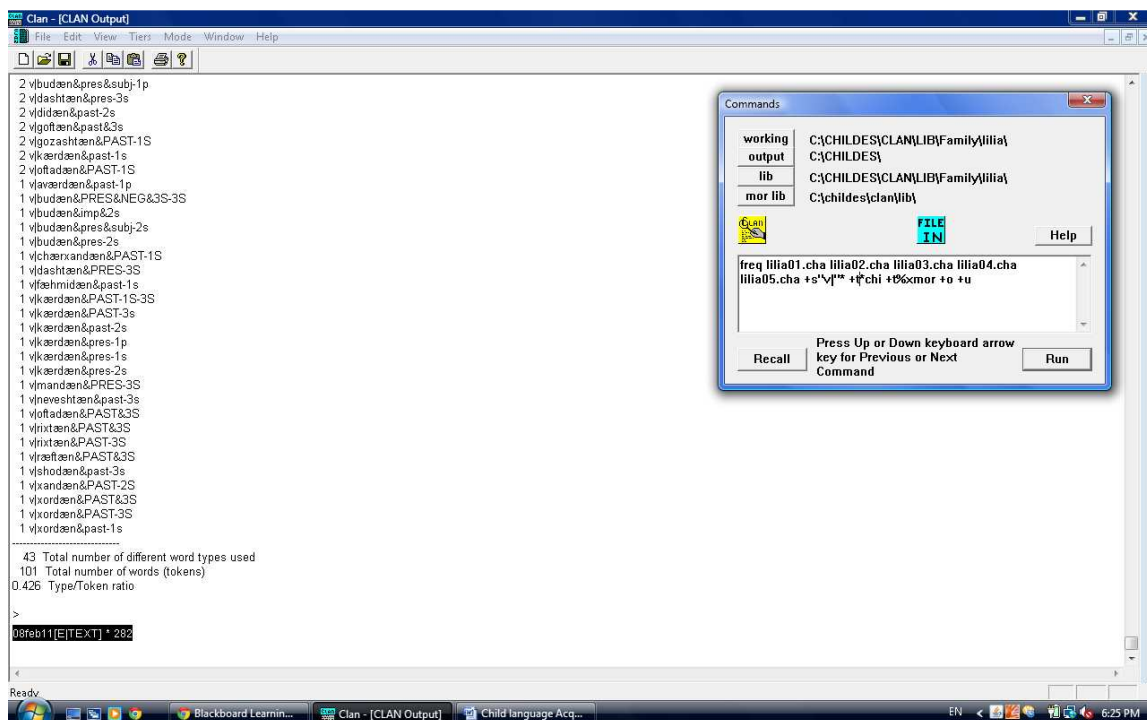 Clan - [CLAN Output]
File Edit View Tiers Mode Window Help
2 v|budæn&pres&subj-1p
2 v|dashtæn&pres-3s
2 v|didæn&past-2s
2 v|goftæn&past&3s
2 v|gozashtæn&PAST-1S
2 v|kærdæn&past-1s
2 v|oftadæn&PAST-1S
1 v|aværdæn&past-1p
1 v|budæn&PRES&NEG&3S-3S
1 v|budæn&imp&2s
1 v|budæn&pres&subj-2s
1 v|budæn&pres-2s
1 v|chærxandæn&PAST-1S
1 v|dashtæn&PRES-3S
1 v|fæhmidæn&past-1s
1 v|kærdæn&PAST-1S-3S
1 v|kærdæn&PAST-3s
1 v|kærdæn&past-2s
1 v|kærdæn&pres-1p
1 v|kærdæn&pres-1s
1 v|kærdæn&pres-2s
1 v|mandæn&PRES-3S
1 v|neveshtæn&past-3s
1 v|oftadæn&PAST&3S
1 v|rixtæn&PAST&3S
1 v|rixtæn&PAST-3S
1 v|ræftæn&PAST&3S
1 v|shodæn&past-3s
1 v|xandæn&PAST-2S
1 v|xordæn&PAST&3S
1 v|xordæn&PAST-3S
1 v|xordæn&past-1s
------------------------------
43 Total number of different word types used
101 Total number of words (tokens)
0.426 Type/Token ratio
>
08feb11[E|TEXT] * 282
Commands
working C:\CHILDES\CLAN\LIB\Family\lilia\
output C:\CHILDES\
lib C:\CHILDES\CLAN\LIB\Family\lilia\
mor lib C:\childes\clan\lib\
CLAN
FILE IN
Help
freq lilia01.cha lilia02.cha lilia03.cha lilia04.cha
lilia05.cha +s"\v|"* +t*chi +t%xmor +o +u
Recall
Press Up or Down keyboard arrow
key for Previous or Next
Command
Run
Ready
Blackboard Learnin...
Clan - [CLAN Output]
Child language Acq...
EN
6:25 PM